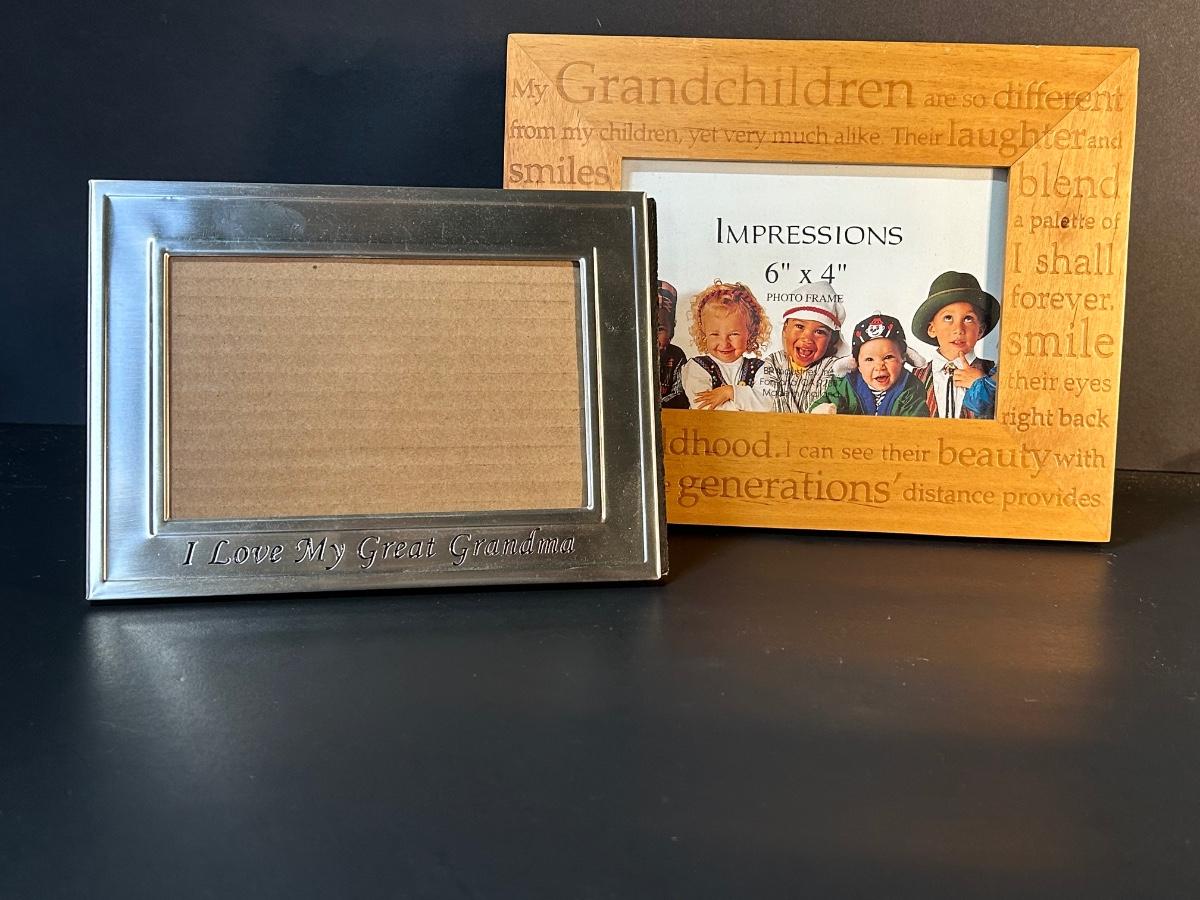 My Grandchildren are so different
from my children, yet very much alike. Their laughter and
smiles
blend
a palette of
I shall
forever.
smile
their eyes
right back
dhood. I can see their beauty with
generations' distance provides
IMPRESSIONS
6" x 4"
PHOTO FRAME
I Love My Great Grandma